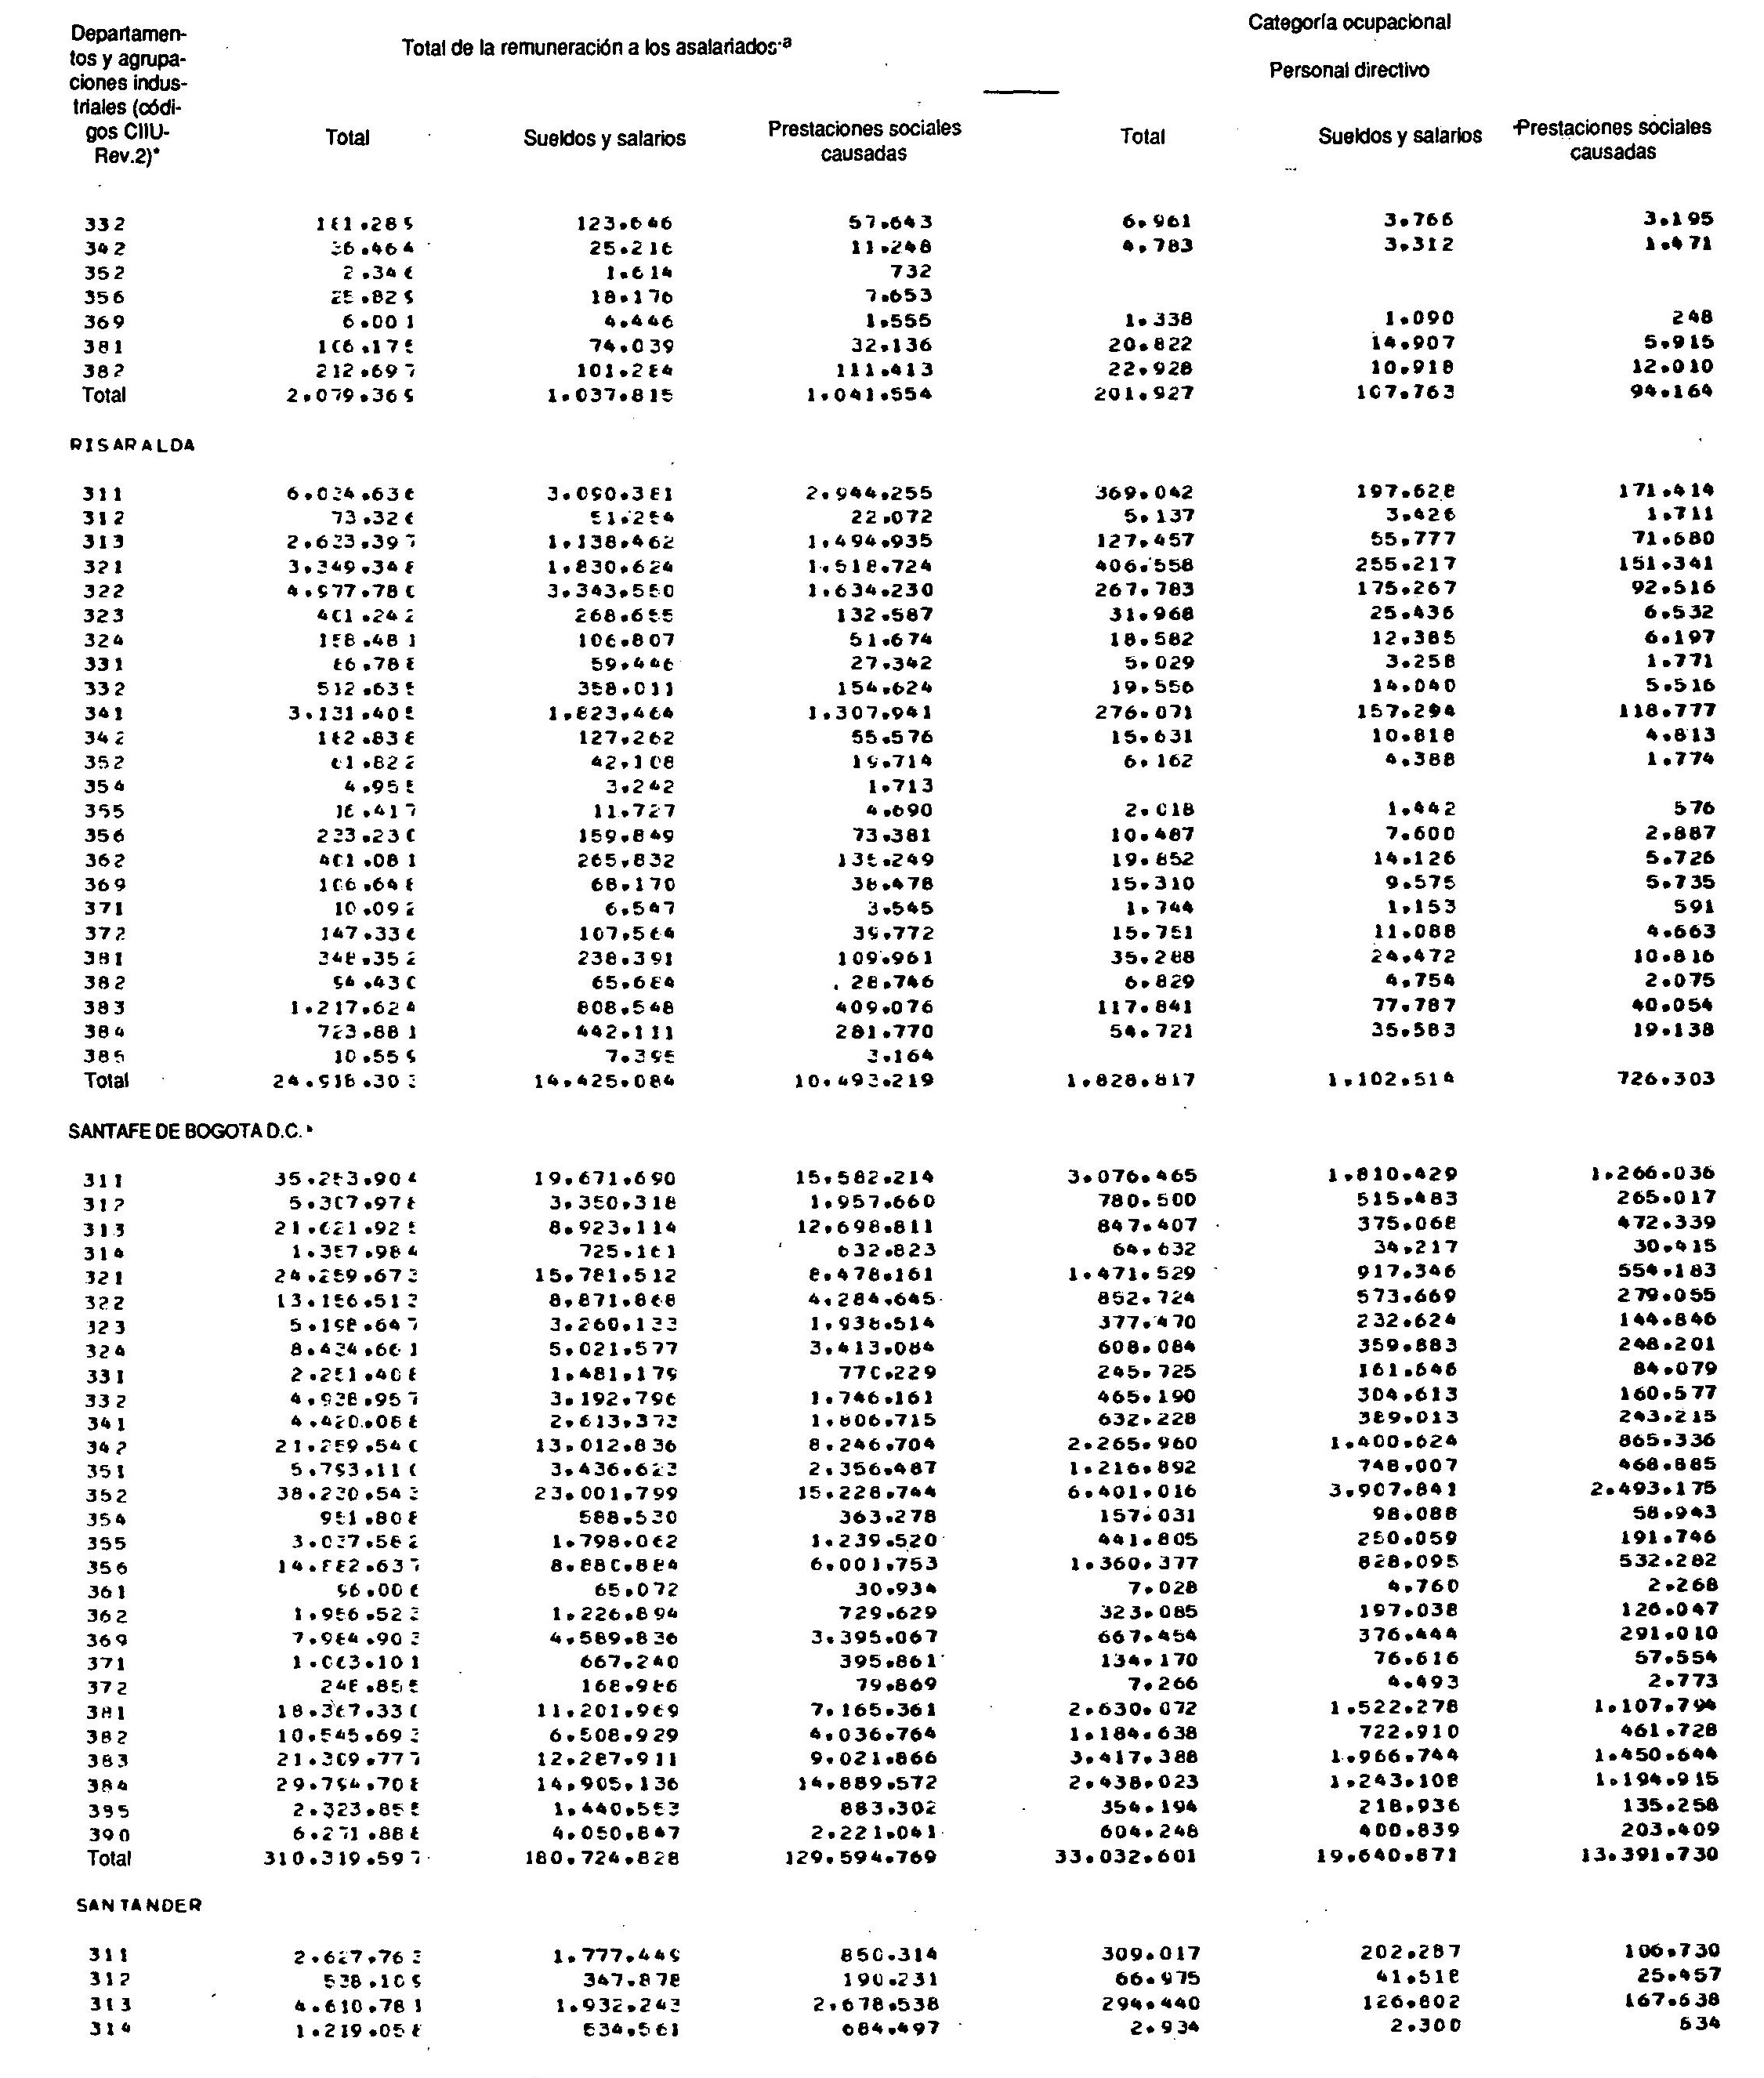 Departamen-
tos y agrupa-
ciones indus-
triales (códi-
gos CIIU-
Rev.2)*
Total de la remuneración a los asalariados a
Categoría ocupacional
Personal directivo
Total Sueldos y salarios Prestaciones sociales causadas Total Sueldos y salarios Prestaciones sociales causadas
332 181.289 123.646 57.643 6.961 3.766 3.195
342 36.464 25.216 11.248 4.783 3.312 1.471
352 2.346 1.614 732
356 25.829 18.176 7.653
369 6.001 4.446 1.555 1.338 1.090 248
381 106.175 74.039 32.136 20.822 14.907 5.915
382 212.697 101.284 111.413 22.928 10.918 12.010
Total 2.079.369 1.037.815 1.041.554 201.927 107.763 94.164
RISARALDA
311 6.034.636 3.090.381 2.944.255 369.042 197.628 171.414
312 73.326 51.254 22.072 5.137 3.426 1.711
313 2.633.397 1.138.462 1.494.935 127.457 55.777 71.680
321 3.349.348 1.830.624 1.518.724 406.558 255.217 151.341
322 4.977.780 3.343.550 1.634.230 267.783 175.267 92.516
323 401.242 268.655 132.587 31.968 25.436 6.532
324 158.481 106.807 51.674 18.582 12.385 6.197
331 86.788 59.446 27.342 5.029 3.258 1.771
332 512.635 358.011 154.624 19.556 14.040 5.516
341 3.131.405 1.823.464 1.307.941 276.071 157.294 118.777
342 182.838 127.262 55.576 15.631 10.818 4.813
352 61.822 42.108 19.714 6.162 4.388 1.774
354 4.955 3.242 1.713
355 16.417 11.727 4.690 2.018 1.442 576
356 233.230 159.849 73.381 10.487 7.600 2.887
362 401.081 265.832 135.249 19.852 14.126 5.726
369 106.648 68.170 38.478 15.310 9.575 5.735
371 10.092 6.547 3.545 1.744 1.153 591
372 147.336 107.564 39.772 15.751 11.088 4.663
381 348.352 238.391 109.961 35.288 24.472 10.816
382 94.430 65.684 28.746 6.829 4.754 2.075
383 1.217.624 808.548 409.076 117.841 77.787 40.054
384 723.881 442.111 281.770 54.721 35.583 19.138
385 10.559 7.395 3.164
Total 24.918.303 14.425.084 10.493.219 1.828.817 1.102.514 726.303
SANTAFE DE BOGOTA D.C. b
311 35.253.904 19.671.690 15.582.214 3.076.465 1.810.429 1.266.036
312 5.307.978 3.350.318 1.957.660 780.500 515.483 265.017
313 21.621.925 8.923.114 12.698.811 847.407 375.068 472.339
314 1.357.984 725.161 632.823 64.632 34.217 30.415
321 24.259.673 15.781.512 8.478.161 1.471.529 917.346 554.183
322 13.156.513 8.871.868 4.284.645 852.724 573.669 279.055
323 5.198.647 3.260.133 1.938.514 377.470 232.624 144.846
324 8.434.661 5.021.577 3.413.084 608.084 359.883 248.201
331 2.251.408 1.481.179 770.229 245.725 161.646 84.079
332 4.938.957 3.192.796 1.746.161 465.190 304.613 160.577
341 4.420.088 2.613.373 1.806.715 632.228 389.013 243.215
342 21.259.540 13.012.836 8.246.704 2.265.960 1.400.624 865.336
351 5.793.110 3.436.623 2.356.487 1.216.892 748.007 468.885
352 38.230.543 23.001.799 15.228.744 6.401.016 3.907.841 2.493.175
354 951.808 588.530 363.278 157.031 98.088 58.943
355 3.037.582 1.798.062 1.239.520 441.805 250.059 191.746
356 14.882.637 8.880.884 6.001.753 1.360.377 828.095 532.282
361 96.006 65.072 30.934 7.028 4.760 2.268
362 1.956.523 1.226.894 729.629 323.085 197.038 126.047
369 7.984.903 4.589.836 3.395.067 667.454 376.444 291.010
371 1.063.101 667.240 395.861 134.170 76.616 57.554
372 248.855 168.986 79.869 7.266 4.493 2.773
381 18.367.330 11.201.969 7.165.361 2.630.072 1.522.278 1.107.794
382 10.545.693 6.508.929 4.036.764 1.184.638 722.910 461.728
383 21.309.777 12.287.911 9.021.866 3.417.388 1.966.744 1.450.644
384 29.794.708 14.905.136 14.889.572 2.438.023 1.243.108 1.194.915
385 2.323.855 1.440.553 883.302 354.194 218.936 135.258
390 6.271.888 4.050.847 2.221.041 604.248 400.839 203.409
Total 310.319.597 180.724.828 129.594.769 33.032.601 19.640.871 13.391.730
SANTANDER
311 2.627.763 1.777.449 850.314 309.017 202.287 106.730
312 538.109 347.878 190.231 66.975 41.518 25.457
313 4.610.781 1.932.243 2.678.538 294.440 126.802 167.638
314 1.219.058 534.561 684.497 2.934 2.300 634